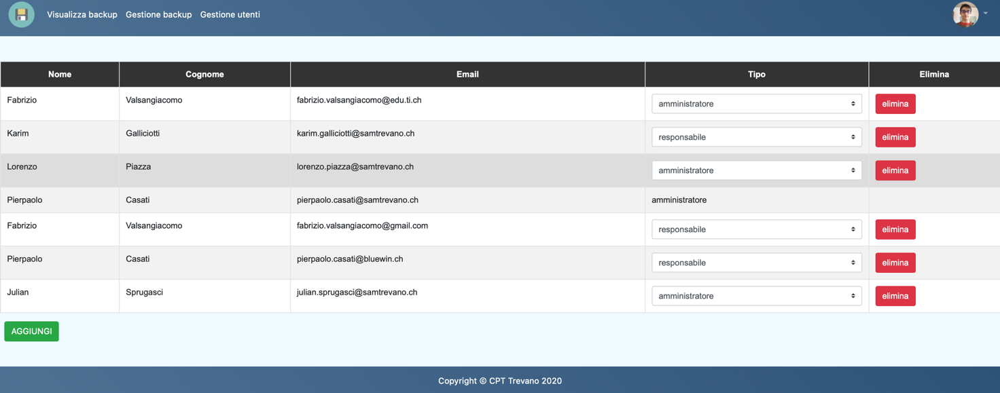 Visualizza backup Gestione backup Gestione utenti
Nome Cognome Email Tipo Elimina
Fabrizio Valsangiacomo fabrizio.valsangiacomo@edu.ti.ch amministratore elimina
Karim Galliciotti karim.galliciotti@samtrevano.ch responsabile elimina
Lorenzo Piazza lorenzo.piazza@samtrevano.ch amministratore elimina
Pierpaolo Casati pierpaolo.casati@samtrevano.ch amministratore
Fabrizio Valsangiacomo fabrizio.valsangiacomo@gmail.com responsabile elimina
Pierpaolo Casati pierpaolo.casati@bluewin.ch responsabile elimina
Julian Sprugasci julian.sprugasci@samtrevano.ch amministratore elimina
AGGIUNGI
Copyright © CPT Trevano 2020